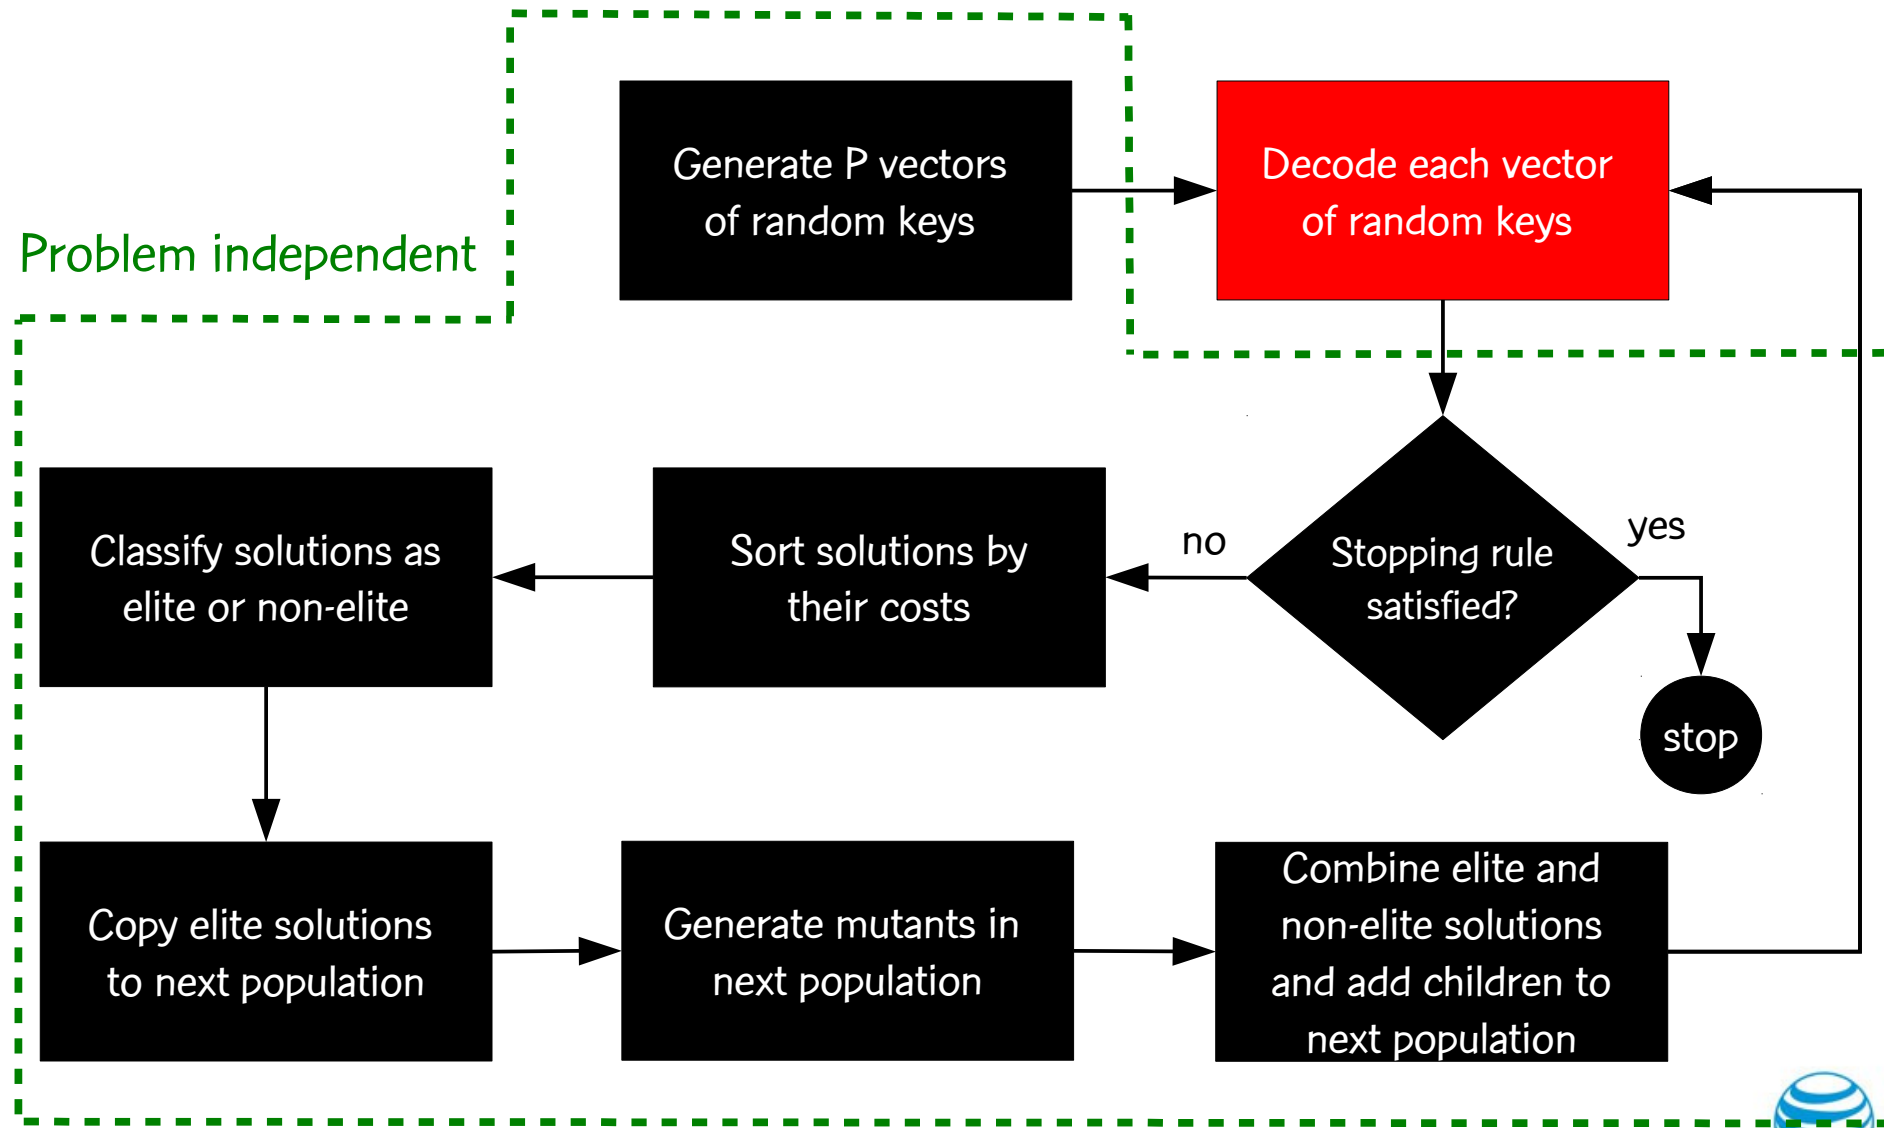 Generate P vectors
of random keys
Decode each vector
of random keys
Problem independent
Classify solutions as
elite or non-elite
Sort solutions by
their costs
no
Stopping rule
satisfied?
yes
stop
Copy elite solutions
to next population
Generate mutants in
next population
Combine elite and
non-elite solutions
and add children to
next population